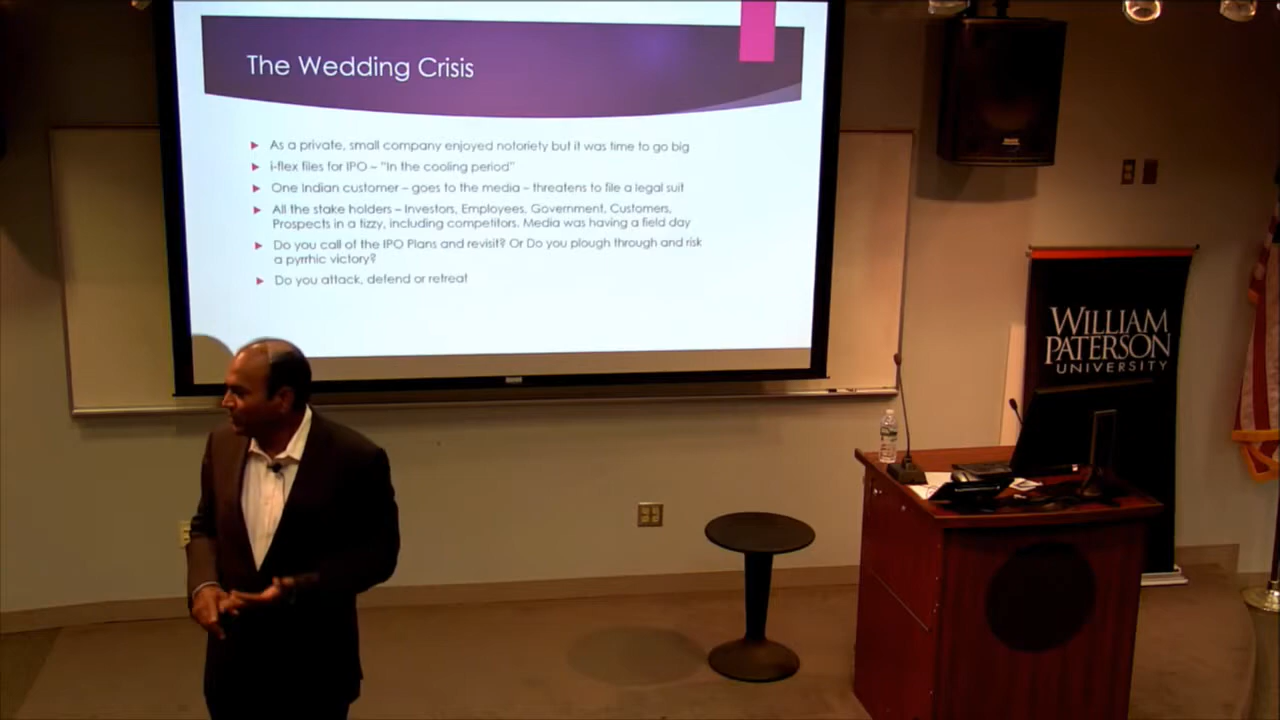 The Wedding Crisis
As a private, small company enjoyed notoriety but it was time to go big
i-flex files for IPO – "In the cooling period"
One Indian customer – goes to the media – threatens to file a legal suit
All the stake holders – Investors, Employees, Government, Customers,
Prospects in a tizzy, including competitors. Media was having a field day
Do you call of the IPO Plans and revisit? Or Do you plough through and risk
a pyrrhic victory?
Do you attack, defend or retreat
WILLIAM
PATERSON
UNIVERSITY